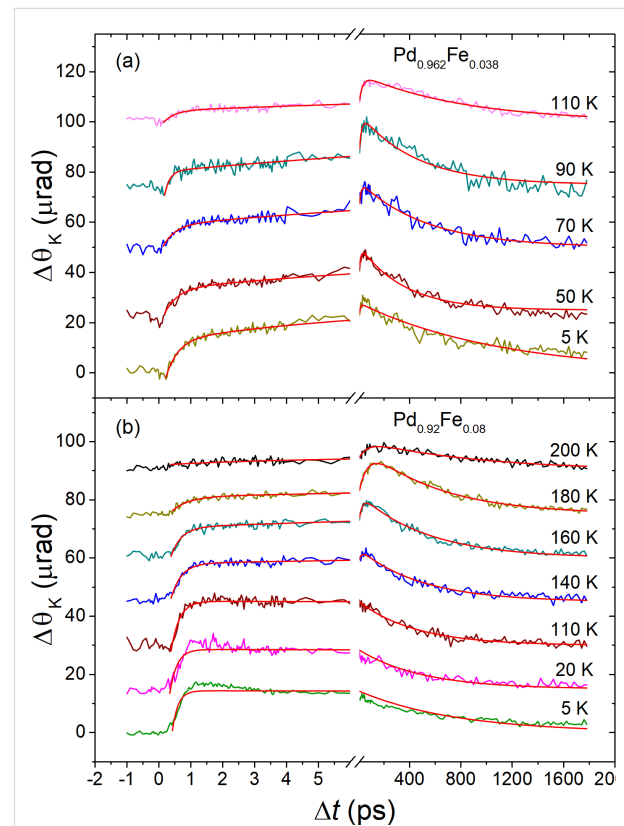 (a)
Pd0.962Fe0.038
120
100
80
60
40
20
0
ΔθK (μrad)
110 K
90 K
70 K
50 K
5 K
(b)
Pd0.92Fe0.08
100
80
60
40
20
0
ΔθK (μrad)
200 K
180 K
160 K
140 K
110 K
20 K
5 K
-2 -1 0 1 2 3 4 5 400 800 1200 1600
Δt (ps)